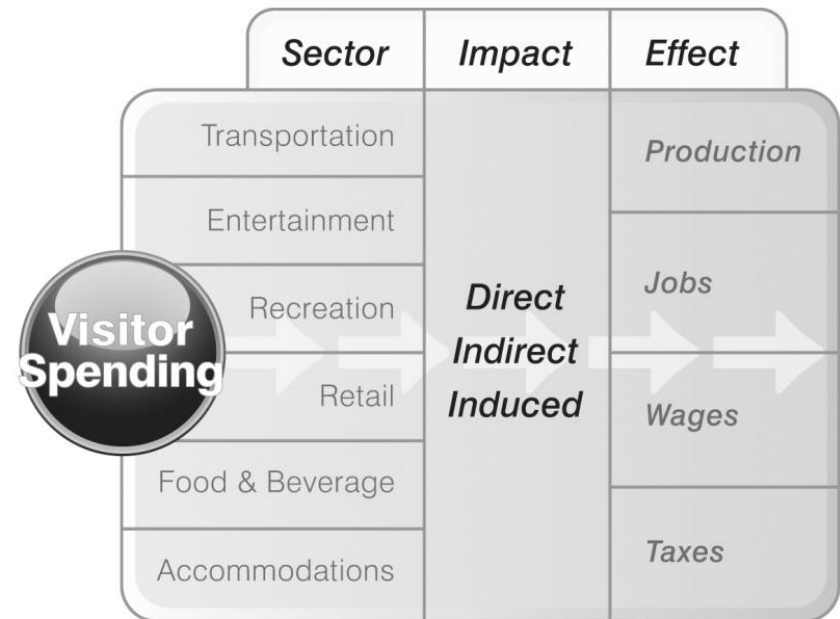 Sector
Impact
Effect
Transportation
Entertainment
Recreation
Retail
Food & Beverage
Accommodations
Visitor
Spending
Direct
Indirect
Induced
Production
Jobs
Wages
Taxes